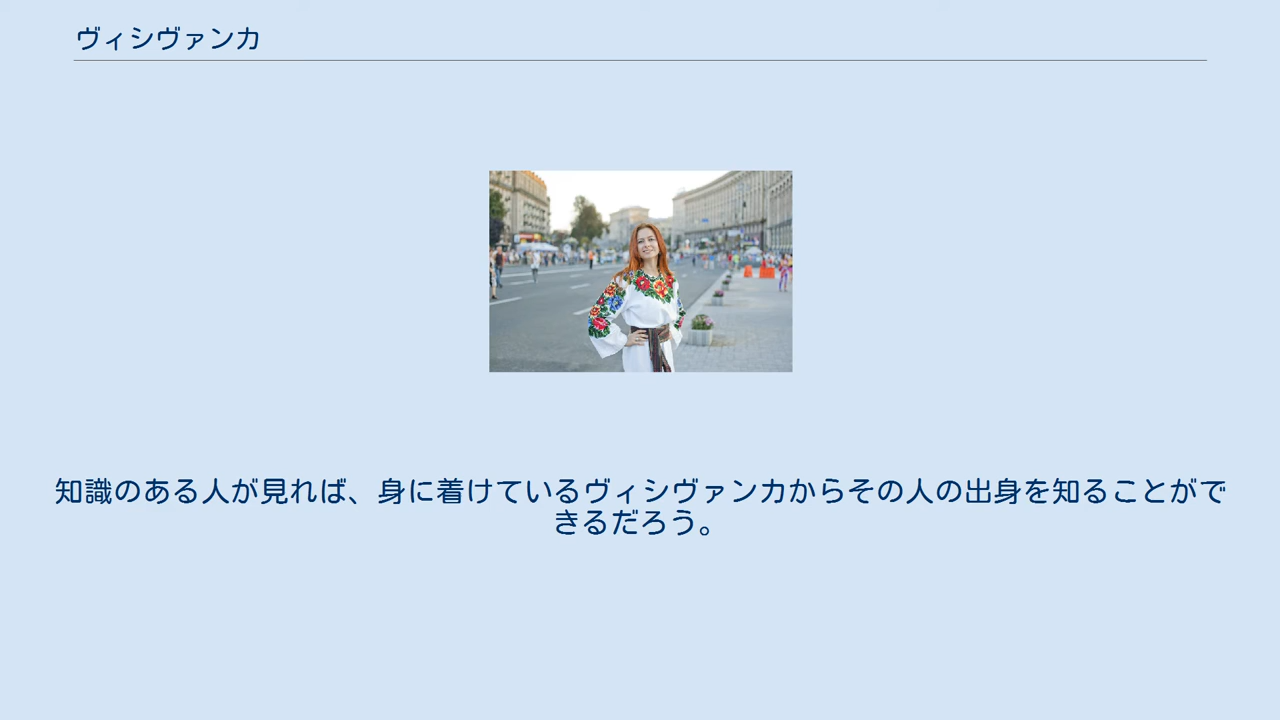 ヴィシヴァンカ
知識のある人が見れば、身に着けているヴィシヴァンカからその人の出身を知ることがで
きるだろう。